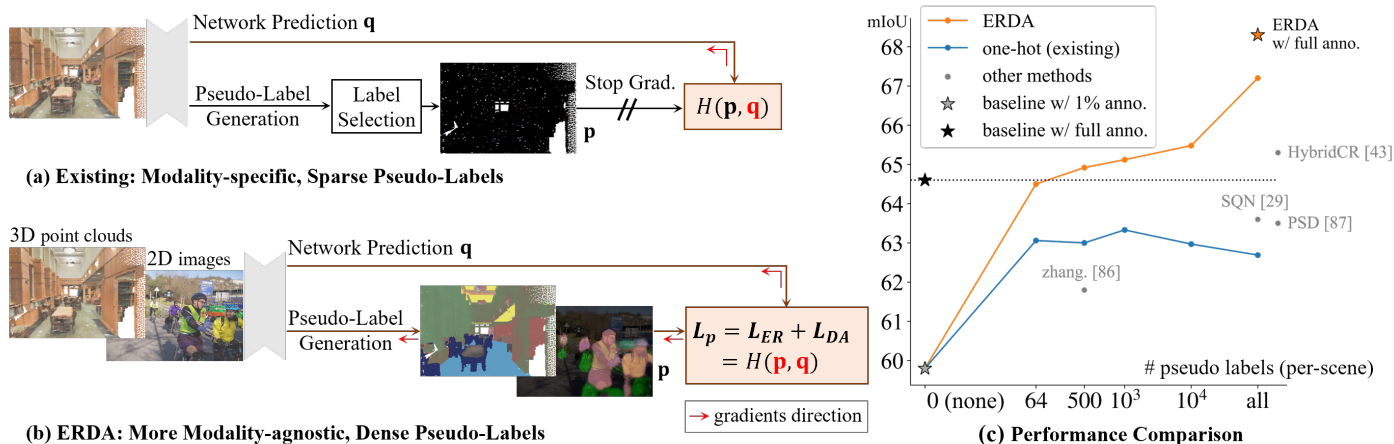 Network Prediction q
Pseudo-Label
Generation
Label
Selection
Stop Grad.
p
H(p, q)
(a) Existing: Modality-specific, Sparse Pseudo-Labels
3D point clouds
2D images
Network Prediction q
Pseudo-Label
Generation
p
L_p = L_ER + L_DA
= H(p, q)
→ gradients direction
(b) ERDA: More Modality-agnostic, Dense Pseudo-Labels
mIoU
ERDA
one-hot (existing)
other methods
baseline w/ 1% anno.
baseline w/ full anno.
ERDA
w/ full anno.
HybridCR [43]
SQN [29]
PSD [87]
zhang. [86]
68
67
66
65
64
63
62
61
60
# pseudo labels (per-scene)
0 (none) 64 500 10³ 10⁴ all
(c) Performance Comparison